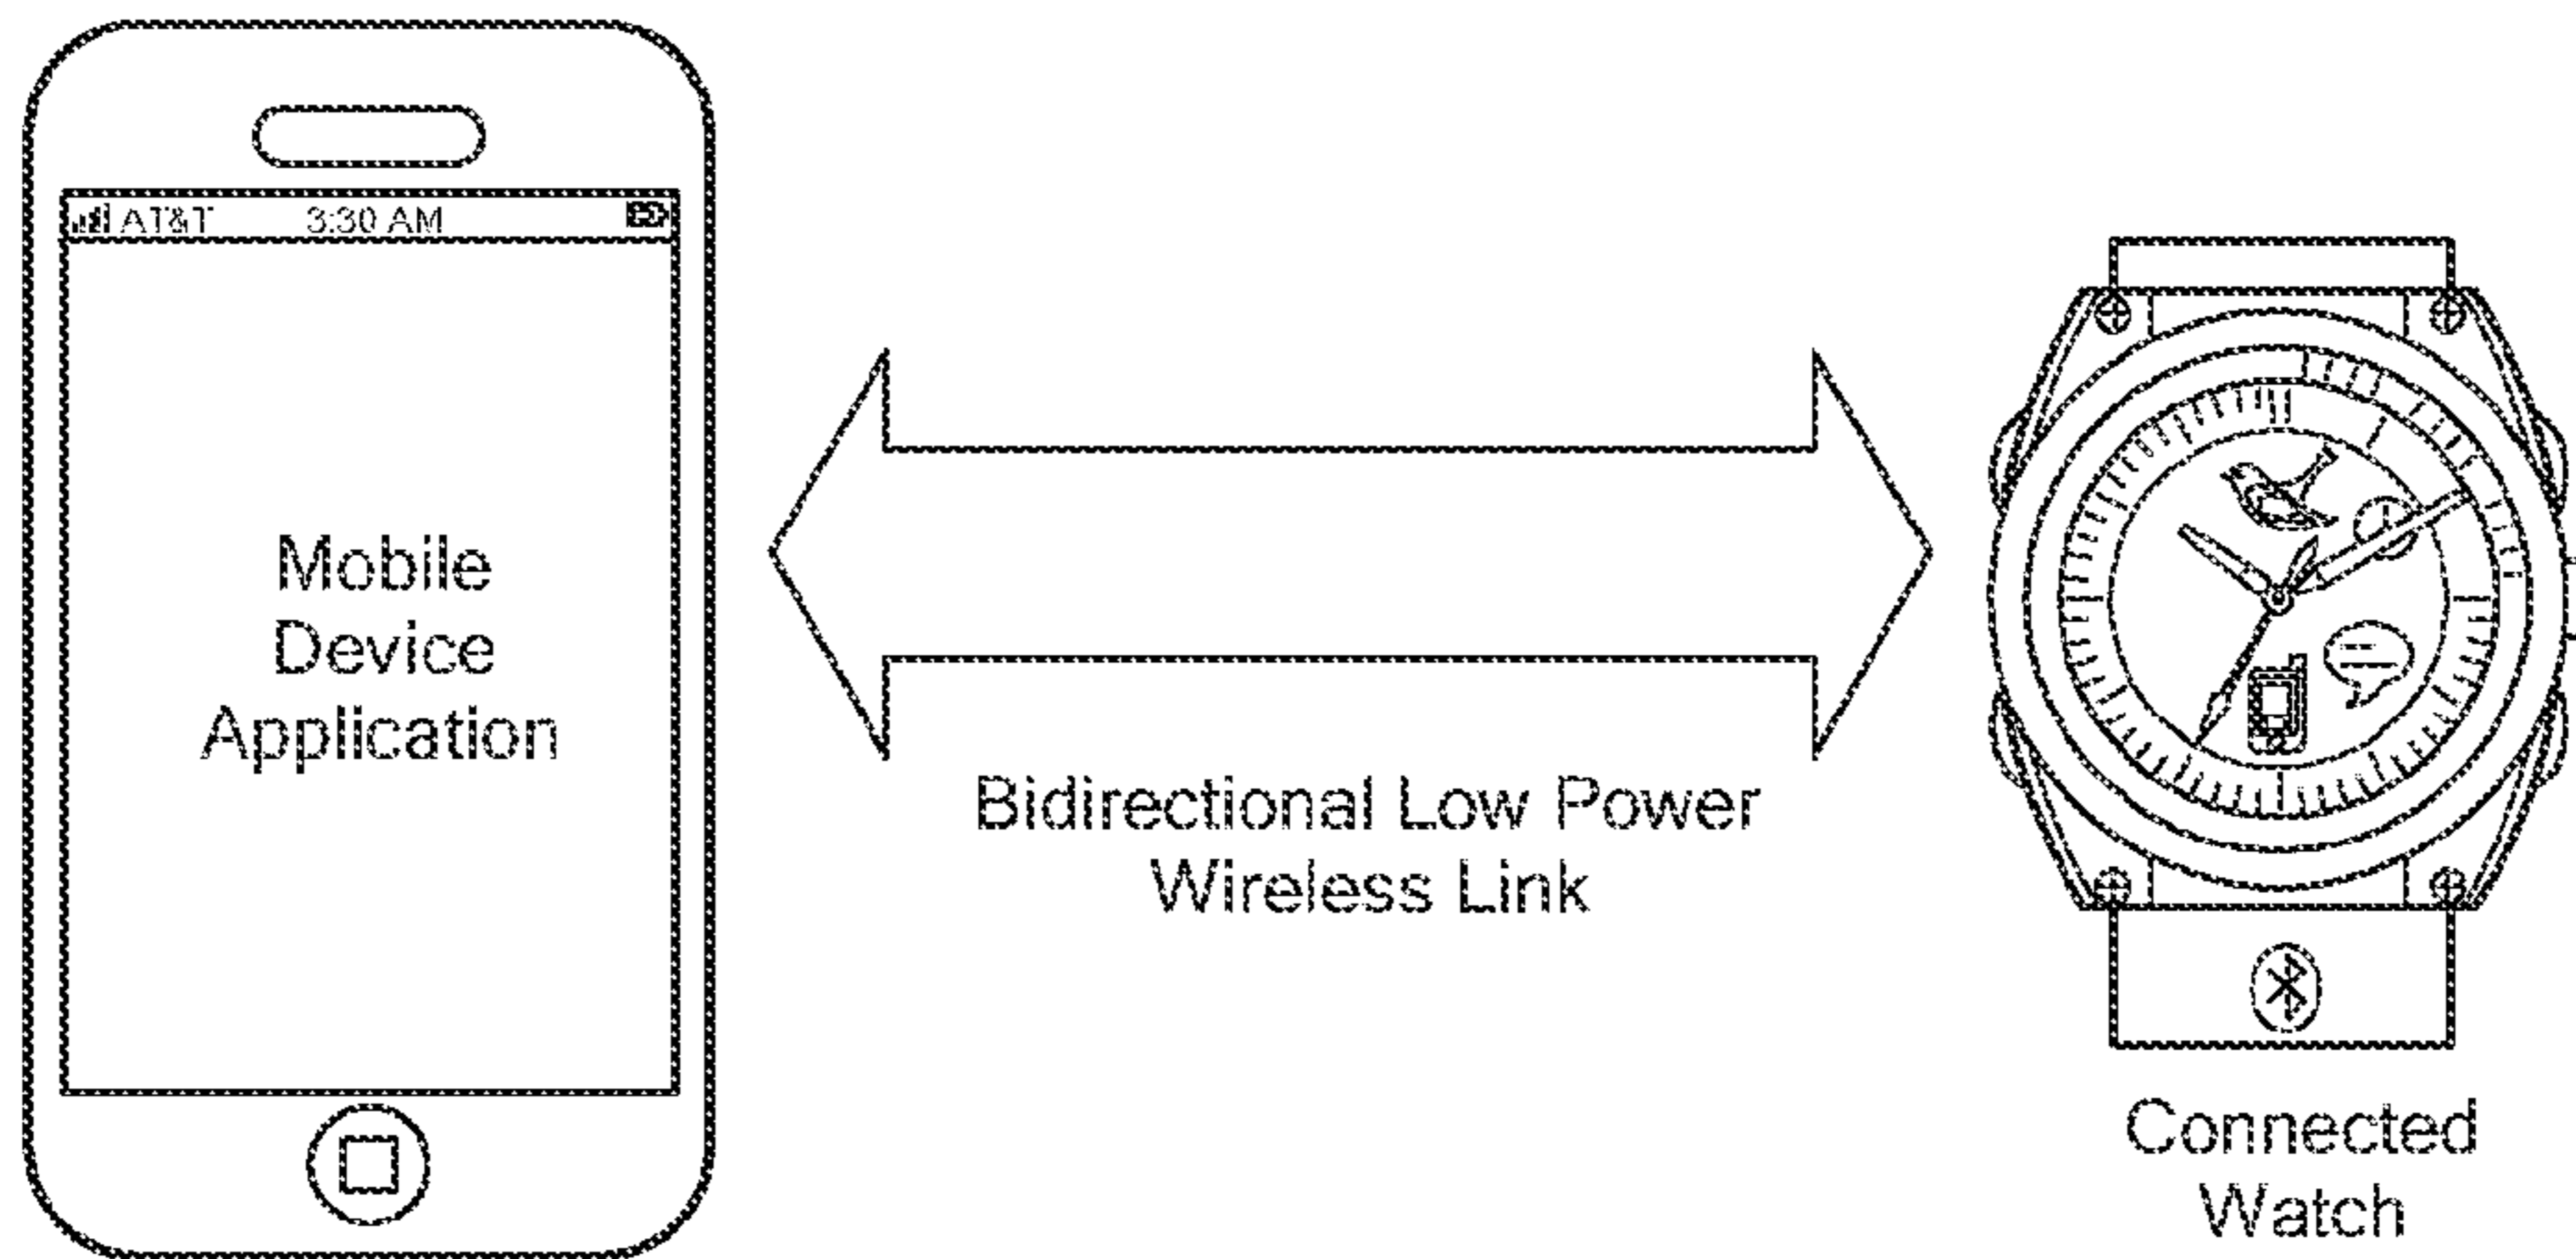 AT&T 3:30 AM
Mobile
Device
Application
Bidirectional Low Power
Wireless Link
Connected
Watch